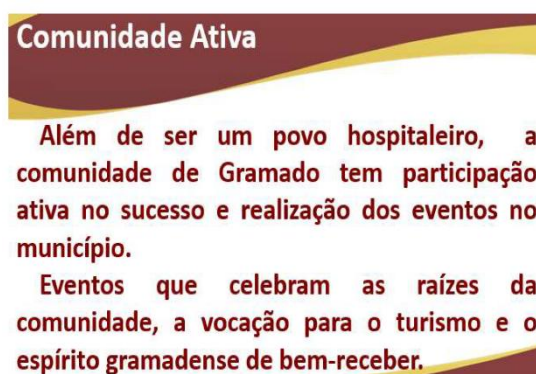 Comunidade Ativa
Além de ser um povo hospitaleiro, a
comunidade de Gramado tem participação
ativa no sucesso e realização dos eventos no
município.
Eventos que celebram as raízes da
comunidade, a vocação para o turismo e o
espírito gramadense de bem-receber.